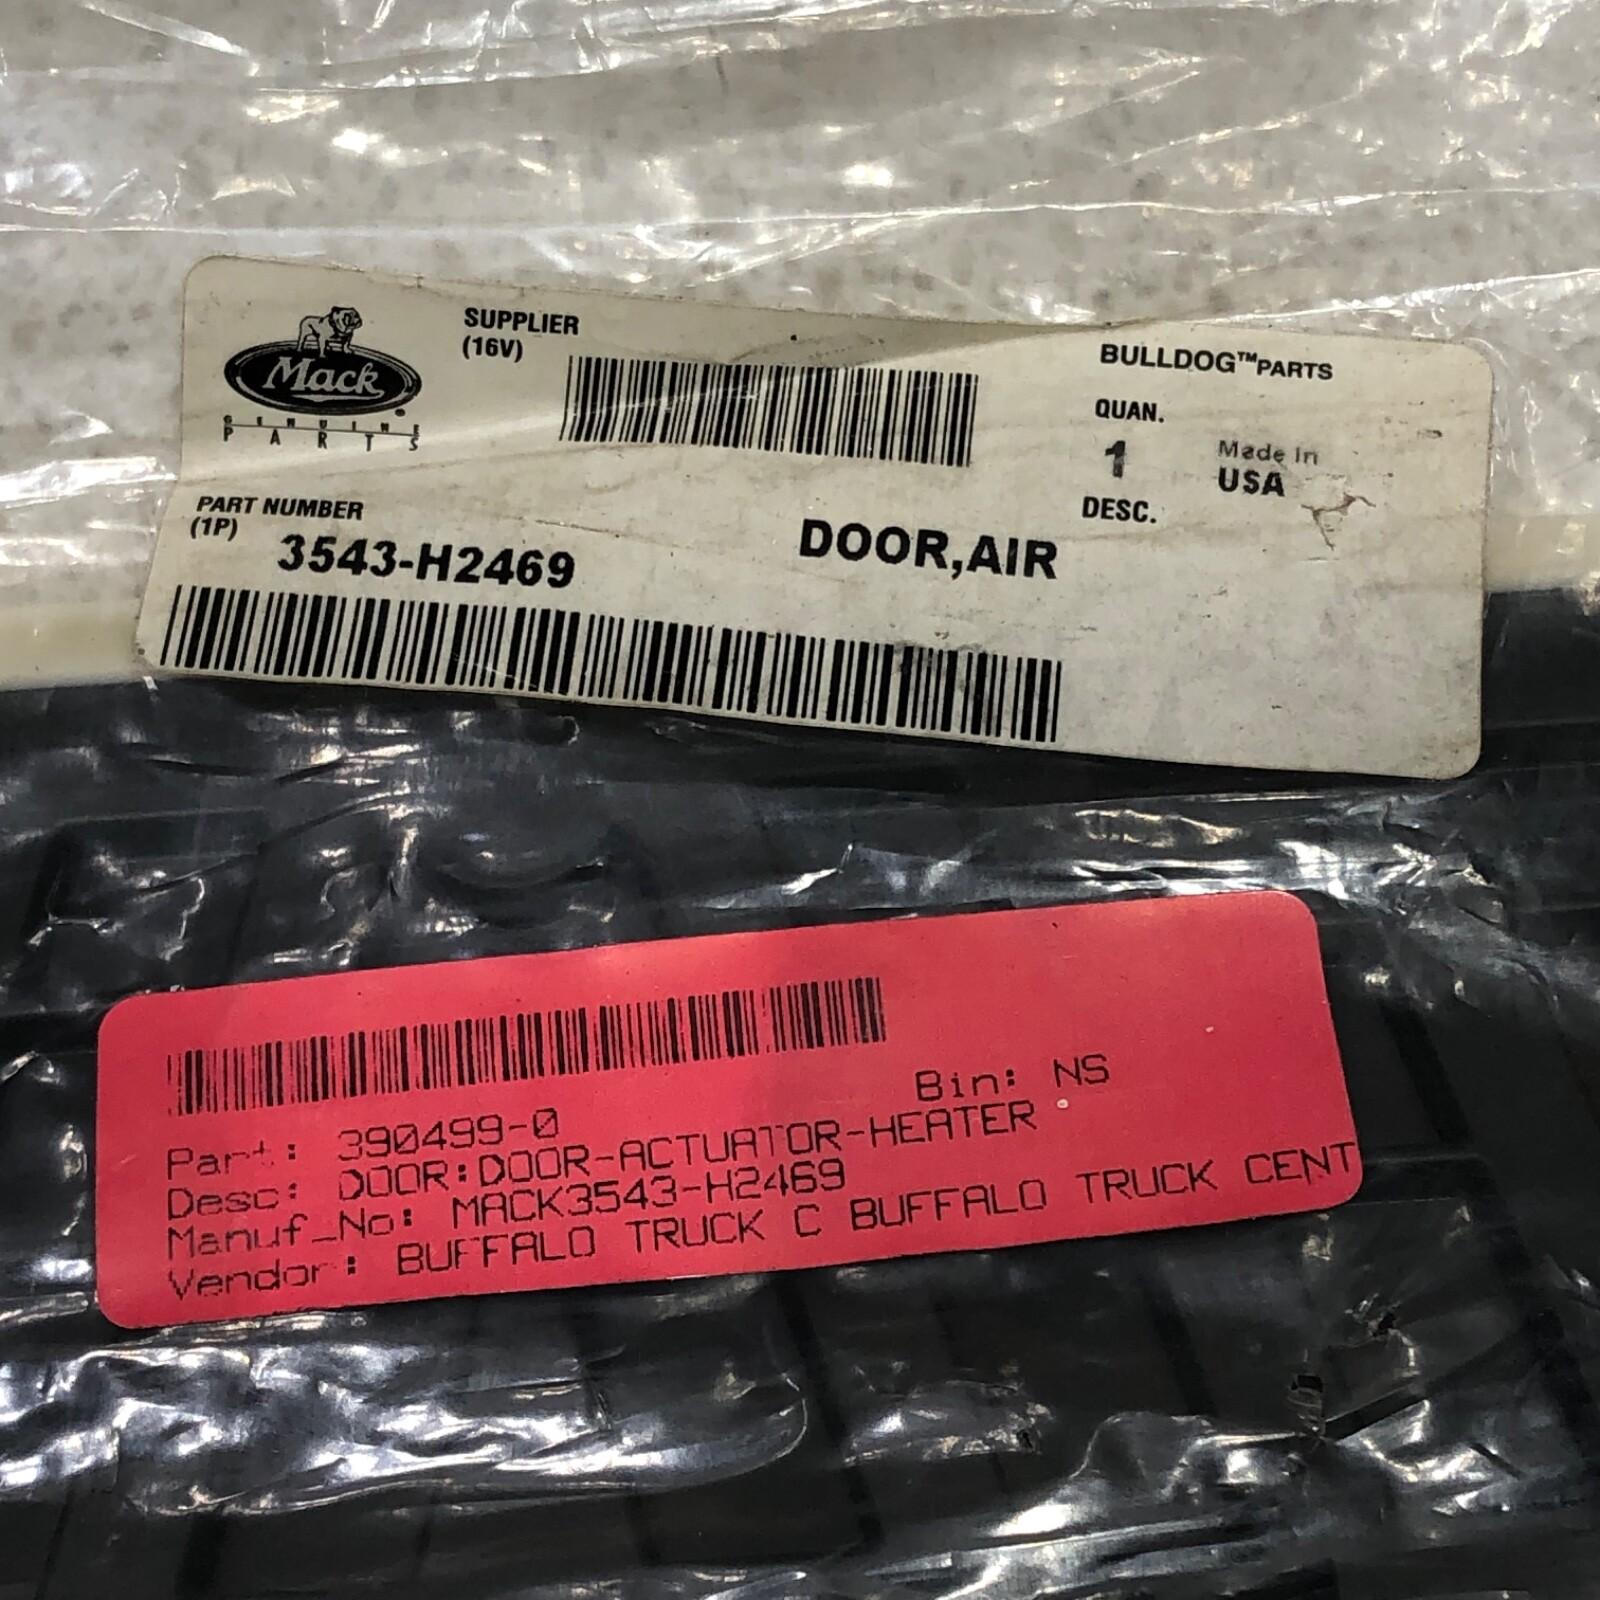 Mack
GENUINE
PARTS
SUPPLIER
(16V)
BULLDOG™PARTS
QUAN.
1
Made In
USA
DESC.
PART NUMBER
(1P)
3543-H2469
DOOR,AIR
Bin: NS
Part: 390499-0
Desc: DOOR:DOOR-ACTUATOR-HEATER
Manuf_No: MACK3543-H2469
Vendor: BUFFALO TRUCK C BUFFALO TRUCK CENT